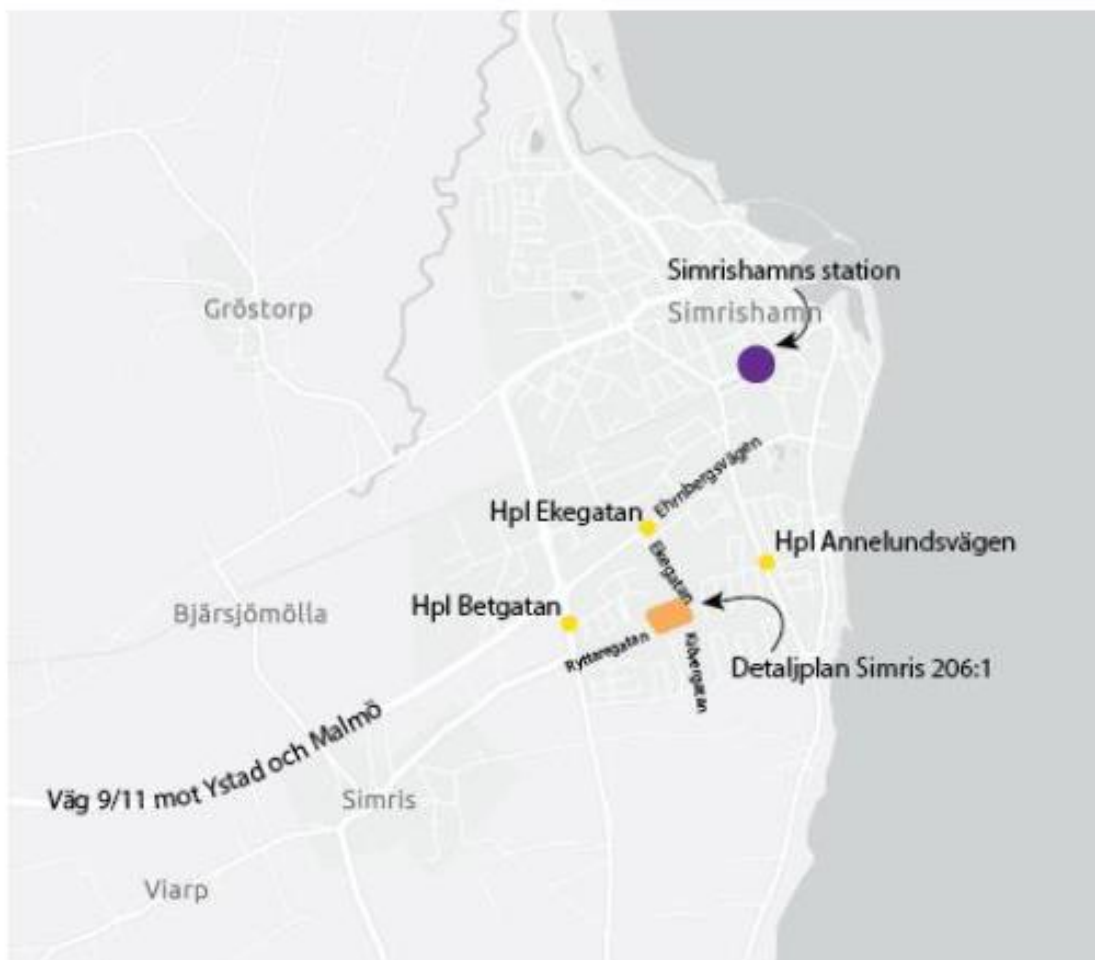 Simrishamns station
Simrishamn
Gröstorp
Ehrnbergsvägen
Hpl Ekegatan
Hpl Annelundsvägen
Ekegatan
Hpl Betgatan
Bjärsjömölla
Ryttaregatan
Detaljplan Simris 206:1
Väg 9/11 mot Ystad och Malmö
Simris
Viarp